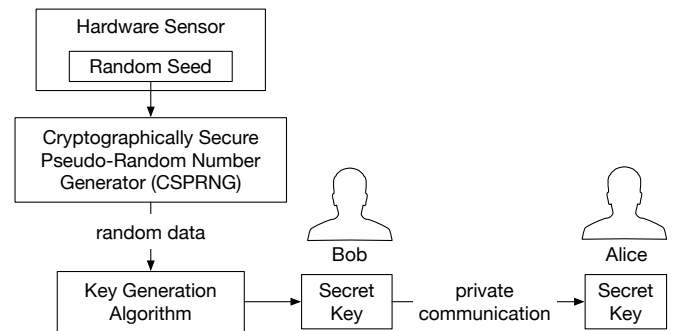 Hardware Sensor
Random Seed
Cryptographically Secure
Pseudo-Random Number
Generator (CSPRNG)
random data
Key Generation
Algorithm
Bob
Secret
Key
private
communication
Alice
Secret
Key